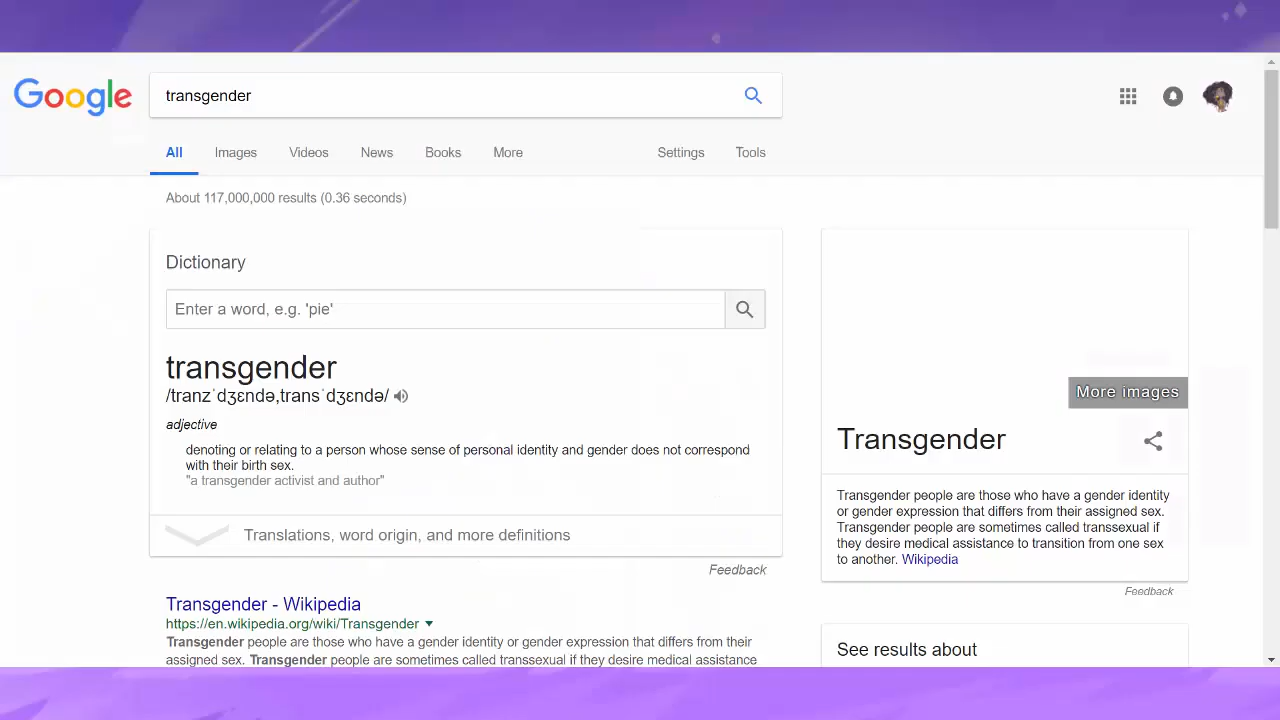 Google
transgender
All Images Videos News Books More Settings Tools
About 117,000,000 results (0.36 seconds)
Dictionary
Enter a word, e.g. 'pie'
transgender
/tranzˈdʒɛndə,transˈdʒɛndə/
adjective
denoting or relating to a person whose sense of personal identity and gender does not correspond
with their birth sex.
"a transgender activist and author"
Translations, word origin, and more definitions
Feedback
Transgender - Wikipedia
https://en.wikipedia.org/wiki/Transgender
Transgender people are those who have a gender identity or gender expression that differs from their
assigned sex. Transgender people are sometimes called transsexual if they desire medical assistance
More images
Transgender
Transgender people are those who have a gender identity
or gender expression that differs from their assigned sex.
Transgender people are sometimes called transsexual if
they desire medical assistance to transition from one sex
to another. Wikipedia
Feedback
See results about